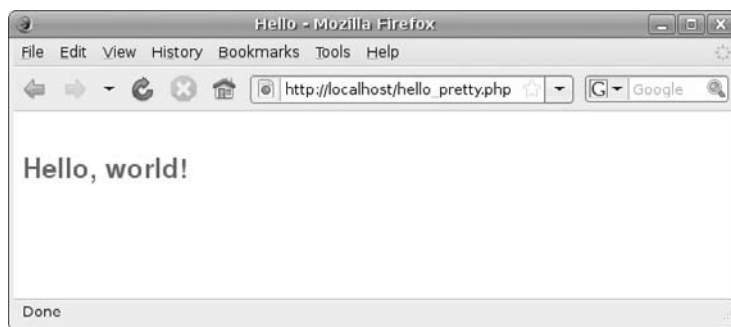 Hello - Mozilla Firefox
File Edit View History Bookmarks Tools Help
http://localhost/hello_pretty.php G Google
Hello, world!
Done